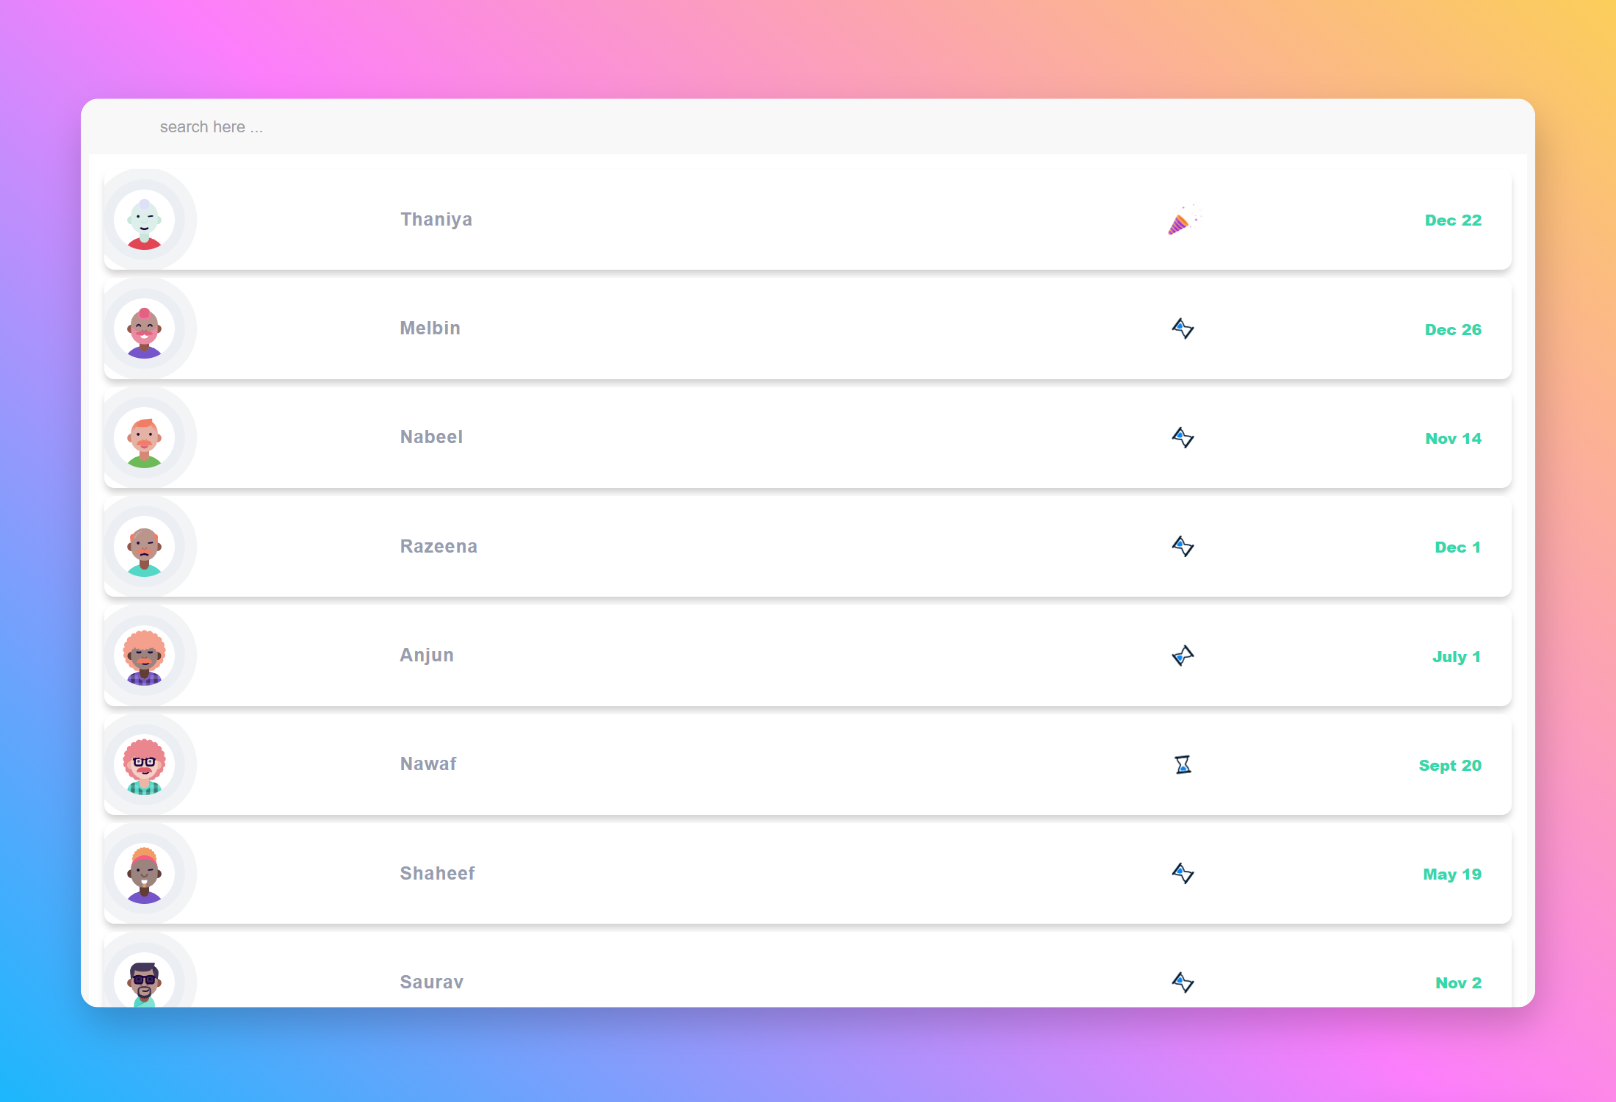 search here ...
Thaniya Dec 22
Melbin Dec 26
Nabeel Nov 14
Razeena Dec 1
Anjun July 1
Nawaf Sept 20
Shaheef May 19
Saurav Nov 2